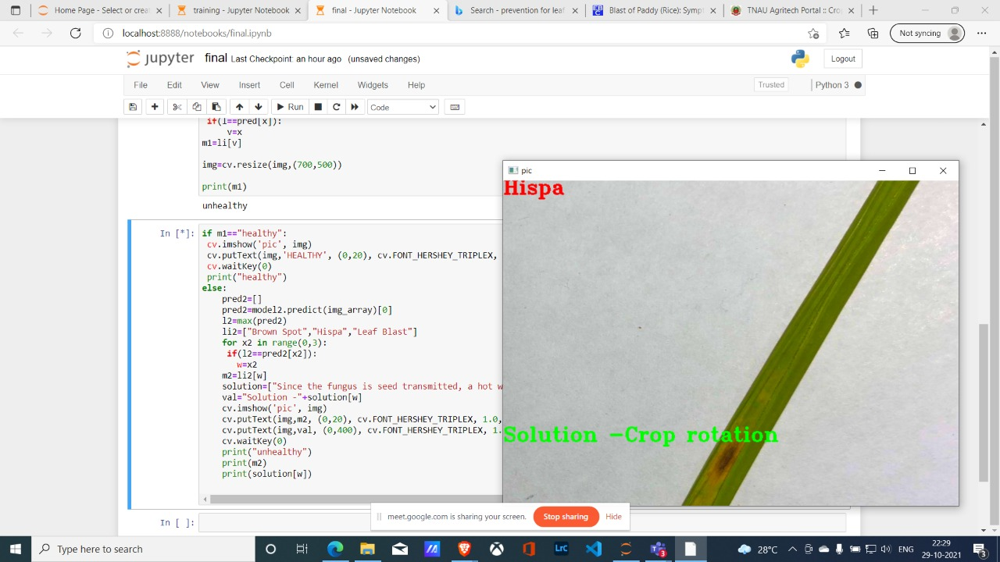 Home Page - Select or creat
training - Jupyter Notebook
final - Jupyter Notebook
Search - prevention for leaf
Blast of Paddy (Rice): Sympt
TNAU Agritech Portal :: Crop
localhost:8888/notebooks/final.ipynb
Not syncing
jupyter final Last Checkpoint: an hour ago (unsaved changes)
Logout
File Edit View Insert Cell Kernel Widgets Help
Trusted
Python 3
Run
Code
if(l==pred[x]):
v=x
m1=li[v]
img=cv.resize(img,(700,500))
print(m1)
unhealthy
In [*]:
if m1=="healthy":
cv.imshow('pic', img)
cv.putText(img,'HEALTHY', (0,20), cv.FONT_HERSHEY_TRIPLEX,
cv.waitKey(0)
print("healthy")
else:
pred2=[]
pred2=model2.predict(img_array)[0]
l2=max(pred2)
li2=["Brown Spot","Hispa","Leaf Blast"]
for x2 in range(0,3):
if(l2==pred2[x2]):
w=x2
m2=li2[w]
solution=["Since the fungus is seed transmitted, a hot w
val="Solution -"+solution[w]
cv.imshow('pic', img)
cv.putText(img,m2, (0,20), cv.FONT_HERSHEY_TRIPLEX, 1.0,
cv.putText(img,val, (0,400), cv.FONT_HERSHEY_TRIPLEX, 1.
cv.waitKey(0)
print("unhealthy")
print(m2)
print(solution[w])
In [ ]:
pic
Hispa
Solution -Crop rotation
meet.google.com is sharing your screen.
Stop sharing
Hide
Type here to search
LrC
3
28°C
ENG
22:29
29-10-2021
3